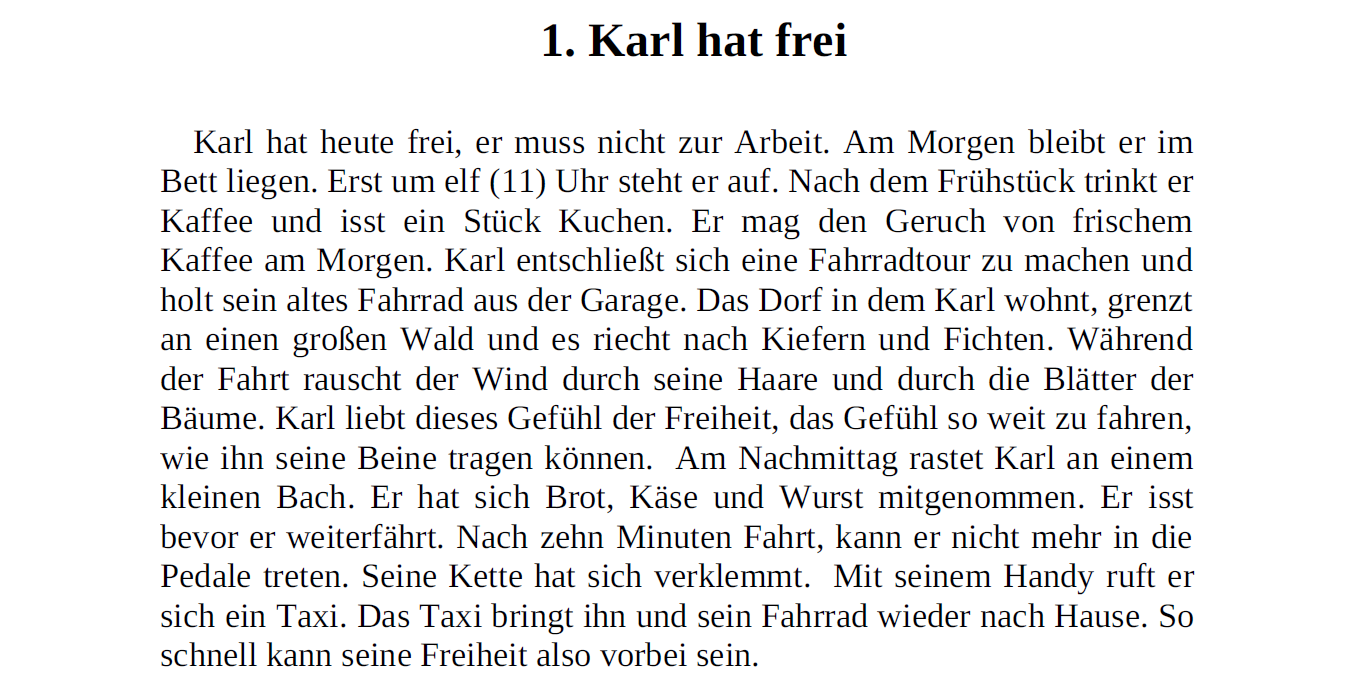 1. Karl hat frei
Karl hat heute frei, er muss nicht zur Arbeit. Am Morgen bleibt er im
Bett liegen. Erst um elf (11) Uhr steht er auf. Nach dem Frühstück trinkt er
Kaffee und isst ein Stück Kuchen. Er mag den Geruch von frischem
Kaffee am Morgen. Karl entschließt sich eine Fahrradtour zu machen und
holt sein altes Fahrrad aus der Garage. Das Dorf in dem Karl wohnt, grenzt
an einen großen Wald und es riecht nach Kiefern und Fichten. Während
der Fahrt rauscht der Wind durch seine Haare und durch die Blätter der
Bäume. Karl liebt dieses Gefühl der Freiheit, das Gefühl so weit zu fahren,
wie ihn seine Beine tragen können.  Am Nachmittag rastet Karl an einem
kleinen Bach. Er hat sich Brot, Käse und Wurst mitgenommen. Er isst
bevor er weiterfährt. Nach zehn Minuten Fahrt, kann er nicht mehr in die
Pedale treten. Seine Kette hat sich verklemmt.  Mit seinem Handy ruft er
sich ein Taxi. Das Taxi bringt ihn und sein Fahrrad wieder nach Hause. So
schnell kann seine Freiheit also vorbei sein.